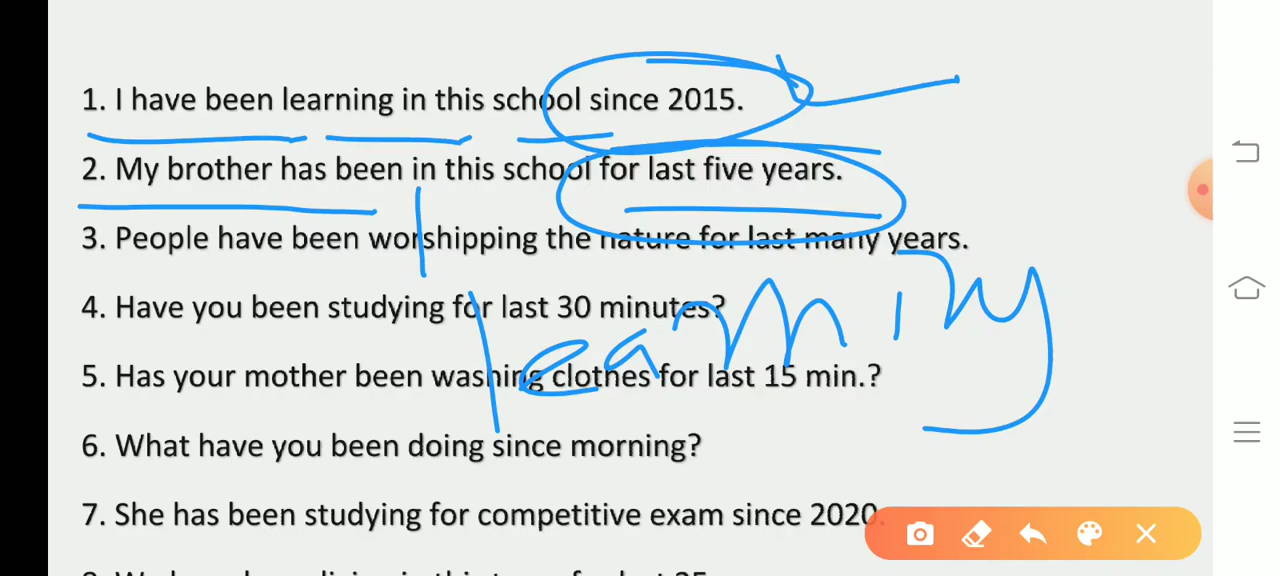 1. I have been learning in this school since 2015.
2. My brother has been in this school for last five years.
3. People have been worshipping the nature for last many years.
4. Have you been studying for last 30 minutes?
learning
5. Has your mother been washing clothes for last 15 min.?
6. What have you been doing since morning?
7. She has been studying for competitive exam since 2020.